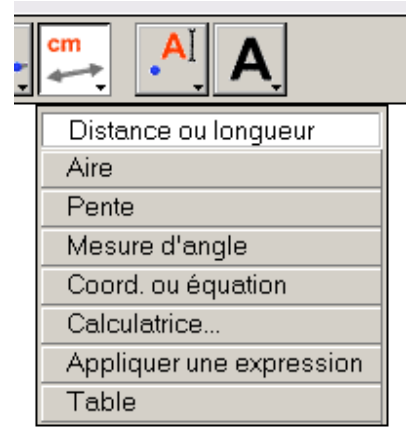 cm
A
A
Distance ou longueur
Aire
Pente
Mesure d'angle
Coord. ou équation
Calculatrice...
Appliquer une expression
Table